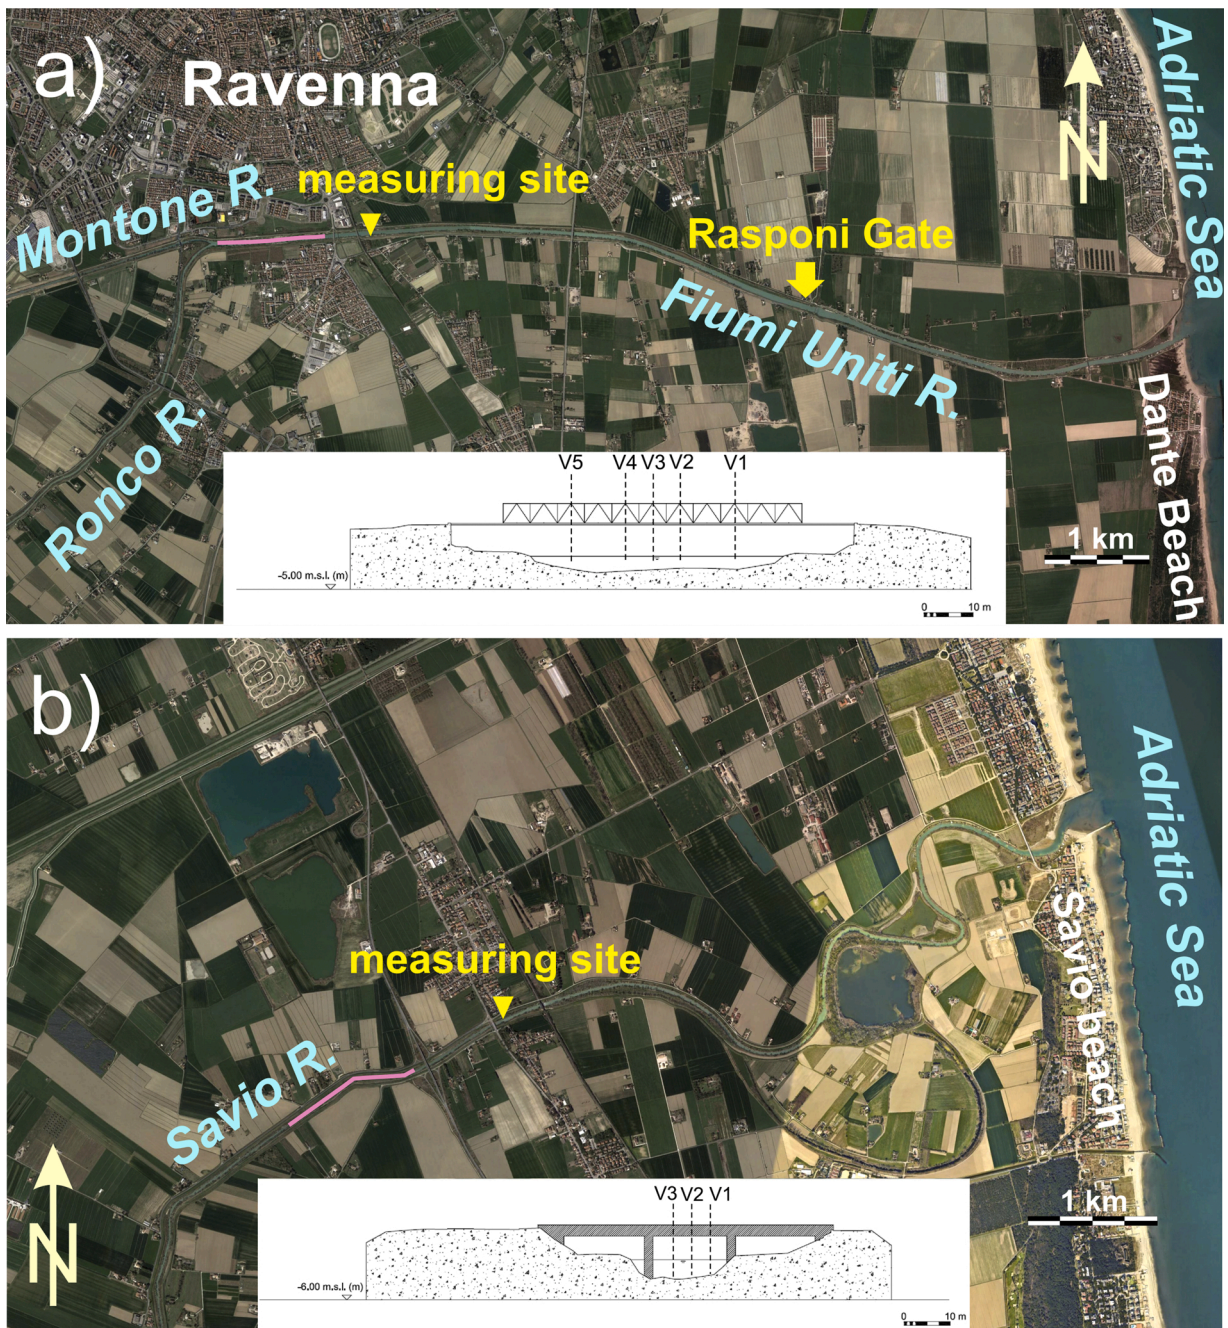 a)
Ravenna
Adriatic Sea
N
Montone R.
measuring site
Rasponi Gate
Fiumi Uniti R.
Ronco R.
Dante Beach
V5 V4 V3 V2 V1
-5.00 m.s.l. (m)
0 10 m
1 km
b)
Adriatic Sea
measuring site
Savio R.
Savio beach
N
V3 V2 V1
-6.00 m.s.l. (m)
0 10 m
1 km